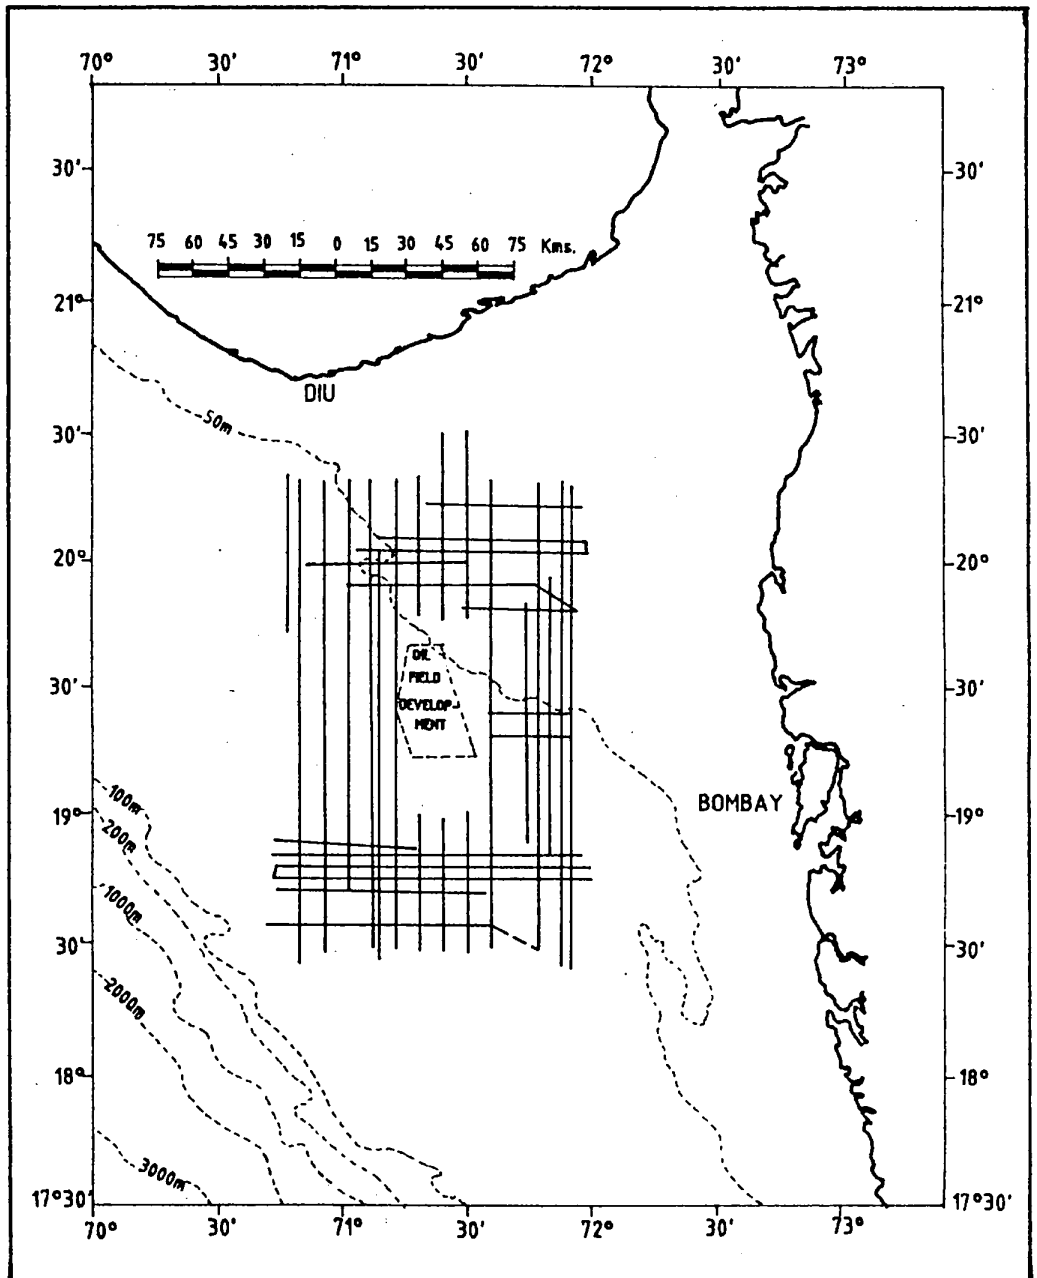 70° 30' 71° 30' 72° 30' 73°
30' 30'
75 60 45 30 15 0 15 30 45 60 75 Kms.
21° 21°
DIU
50m
30' 30'
20° 20°
OIL
FIELD
DEVELOP-
MENT
30' 30'
100m
BOMBAY
19° 19°
200m
1000m
30' 30'
2000m
18° 18°
3000m
17°30' 17°30'
70° 30' 71° 30' 72° 30' 73°